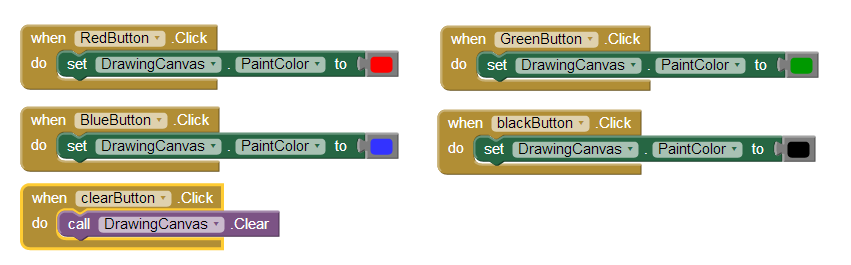 when RedButton .Click
do set DrawingCanvas . PaintColor to
when GreenButton .Click
do set DrawingCanvas . PaintColor to
when BlueButton .Click
do set DrawingCanvas . PaintColor to
when blackButton .Click
do set DrawingCanvas . PaintColor to
when clearButton .Click
do call DrawingCanvas .Clear